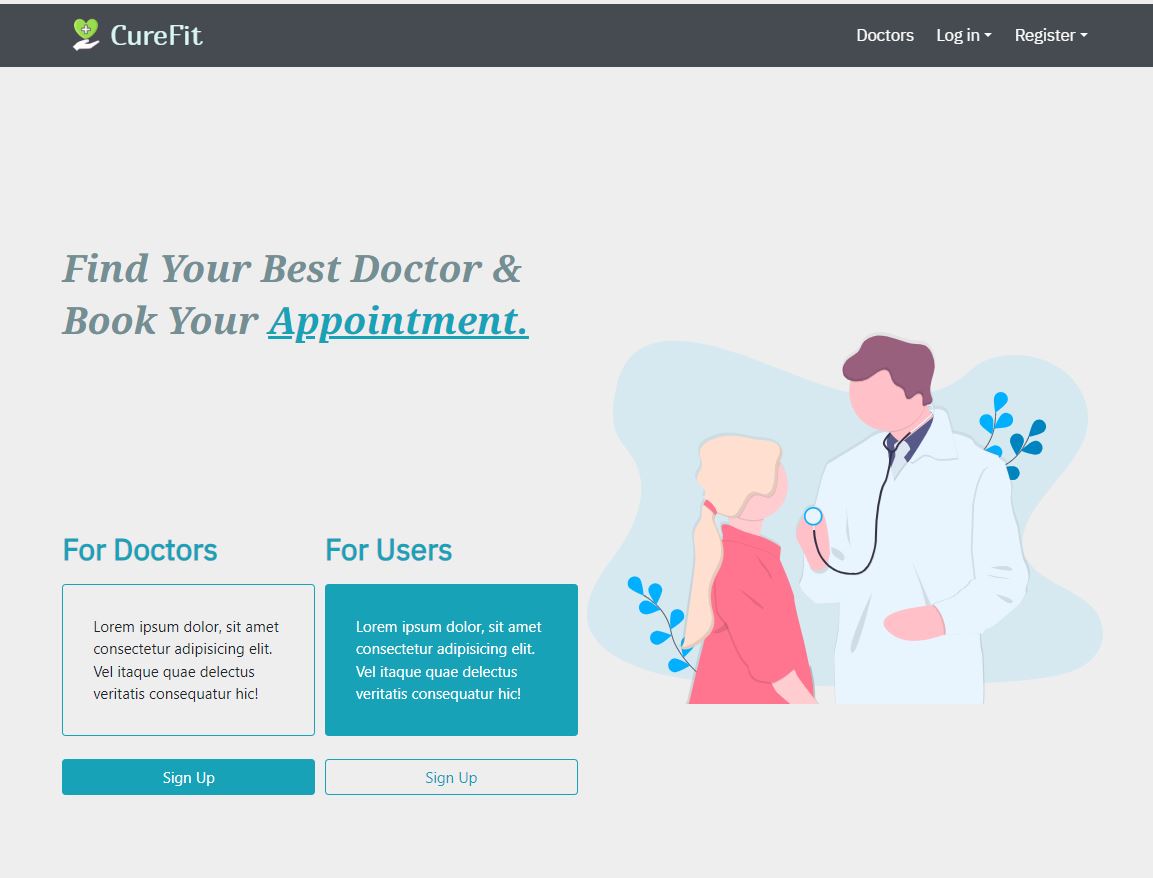 CureFit
Doctors Log in Register
Find Your Best Doctor &
Book Your Appointment.
For Doctors
Lorem ipsum dolor, sit amet
consectetur adipisicing elit.
Vel itaque quae delectus
veritatis consequatur hic!
Sign Up
For Users
Lorem ipsum dolor, sit amet
consectetur adipisicing elit.
Vel itaque quae delectus
veritatis consequatur hic!
Sign Up